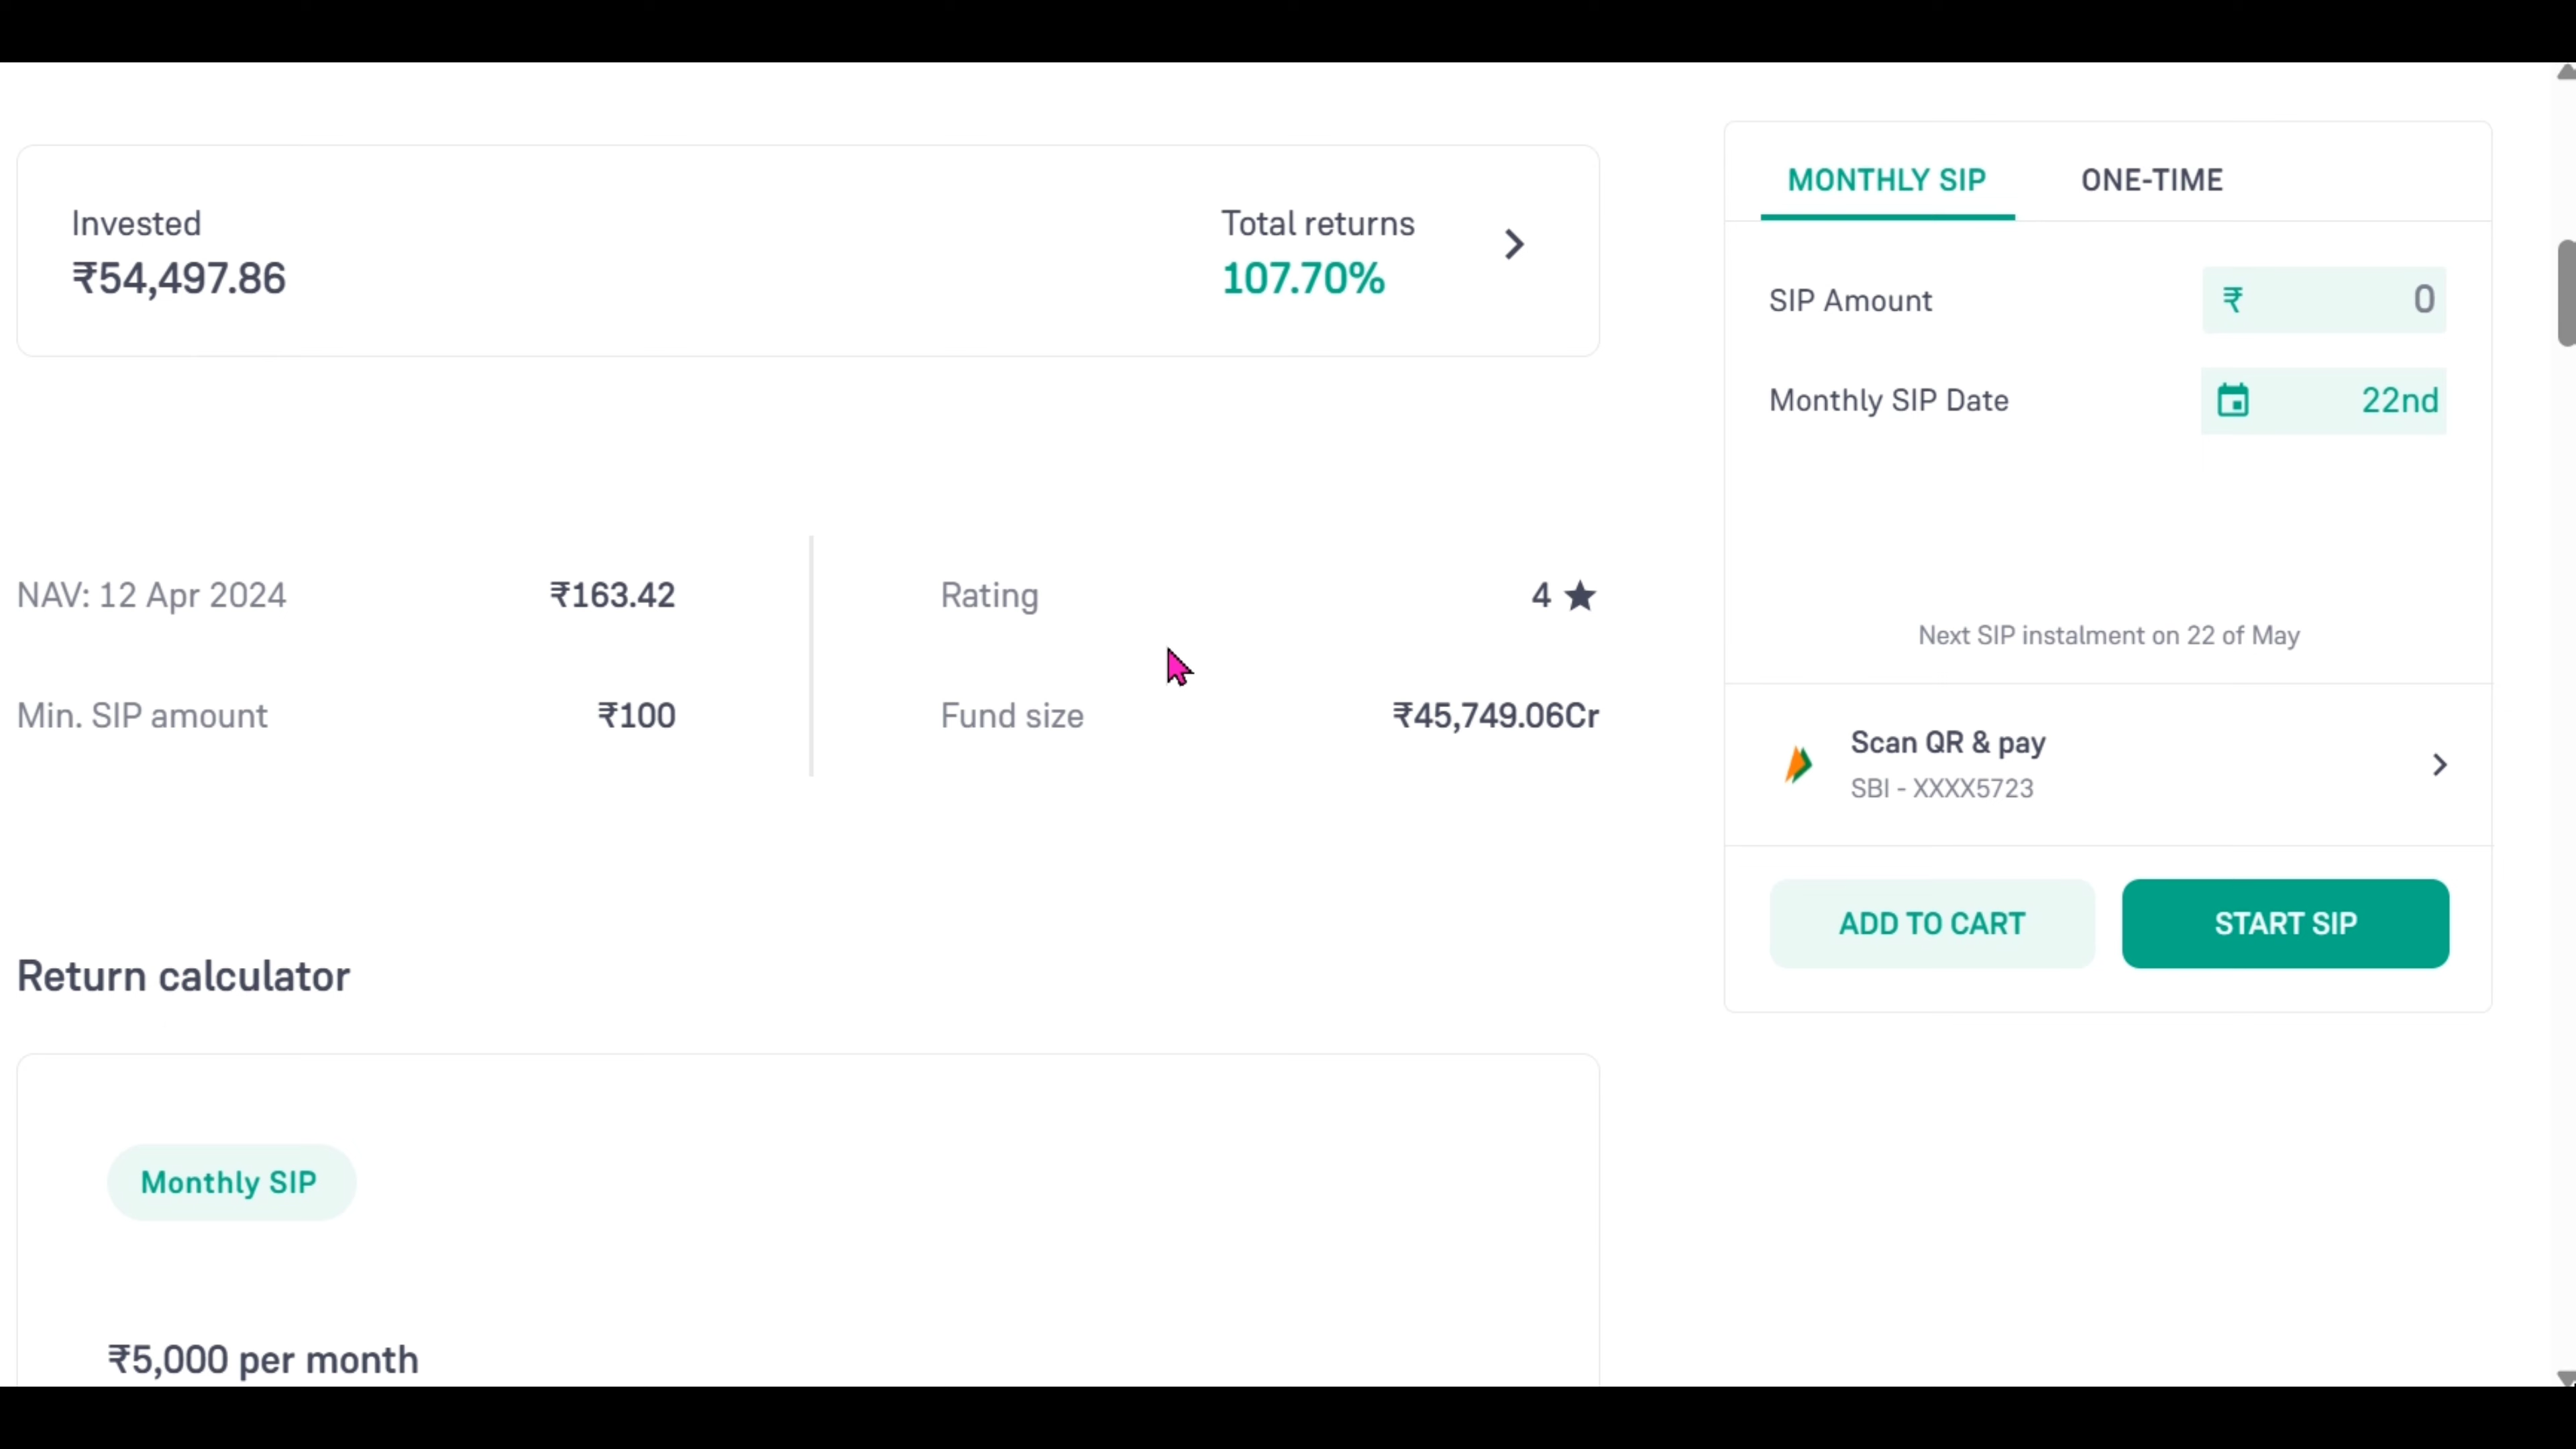 Invested
₹54,497.86
Total returns
107.70%
NAV: 12 Apr 2024 ₹163.42
Min. SIP amount ₹100
Rating 4 ★
Fund size ₹45,749.06Cr
Return calculator
Monthly SIP
₹5,000 per month
MONTHLY SIP ONE-TIME
SIP Amount ₹ 0
Monthly SIP Date 22nd
Next SIP instalment on 22 of May
Scan QR & pay
SBI - XXXX5723
ADD TO CART START SIP